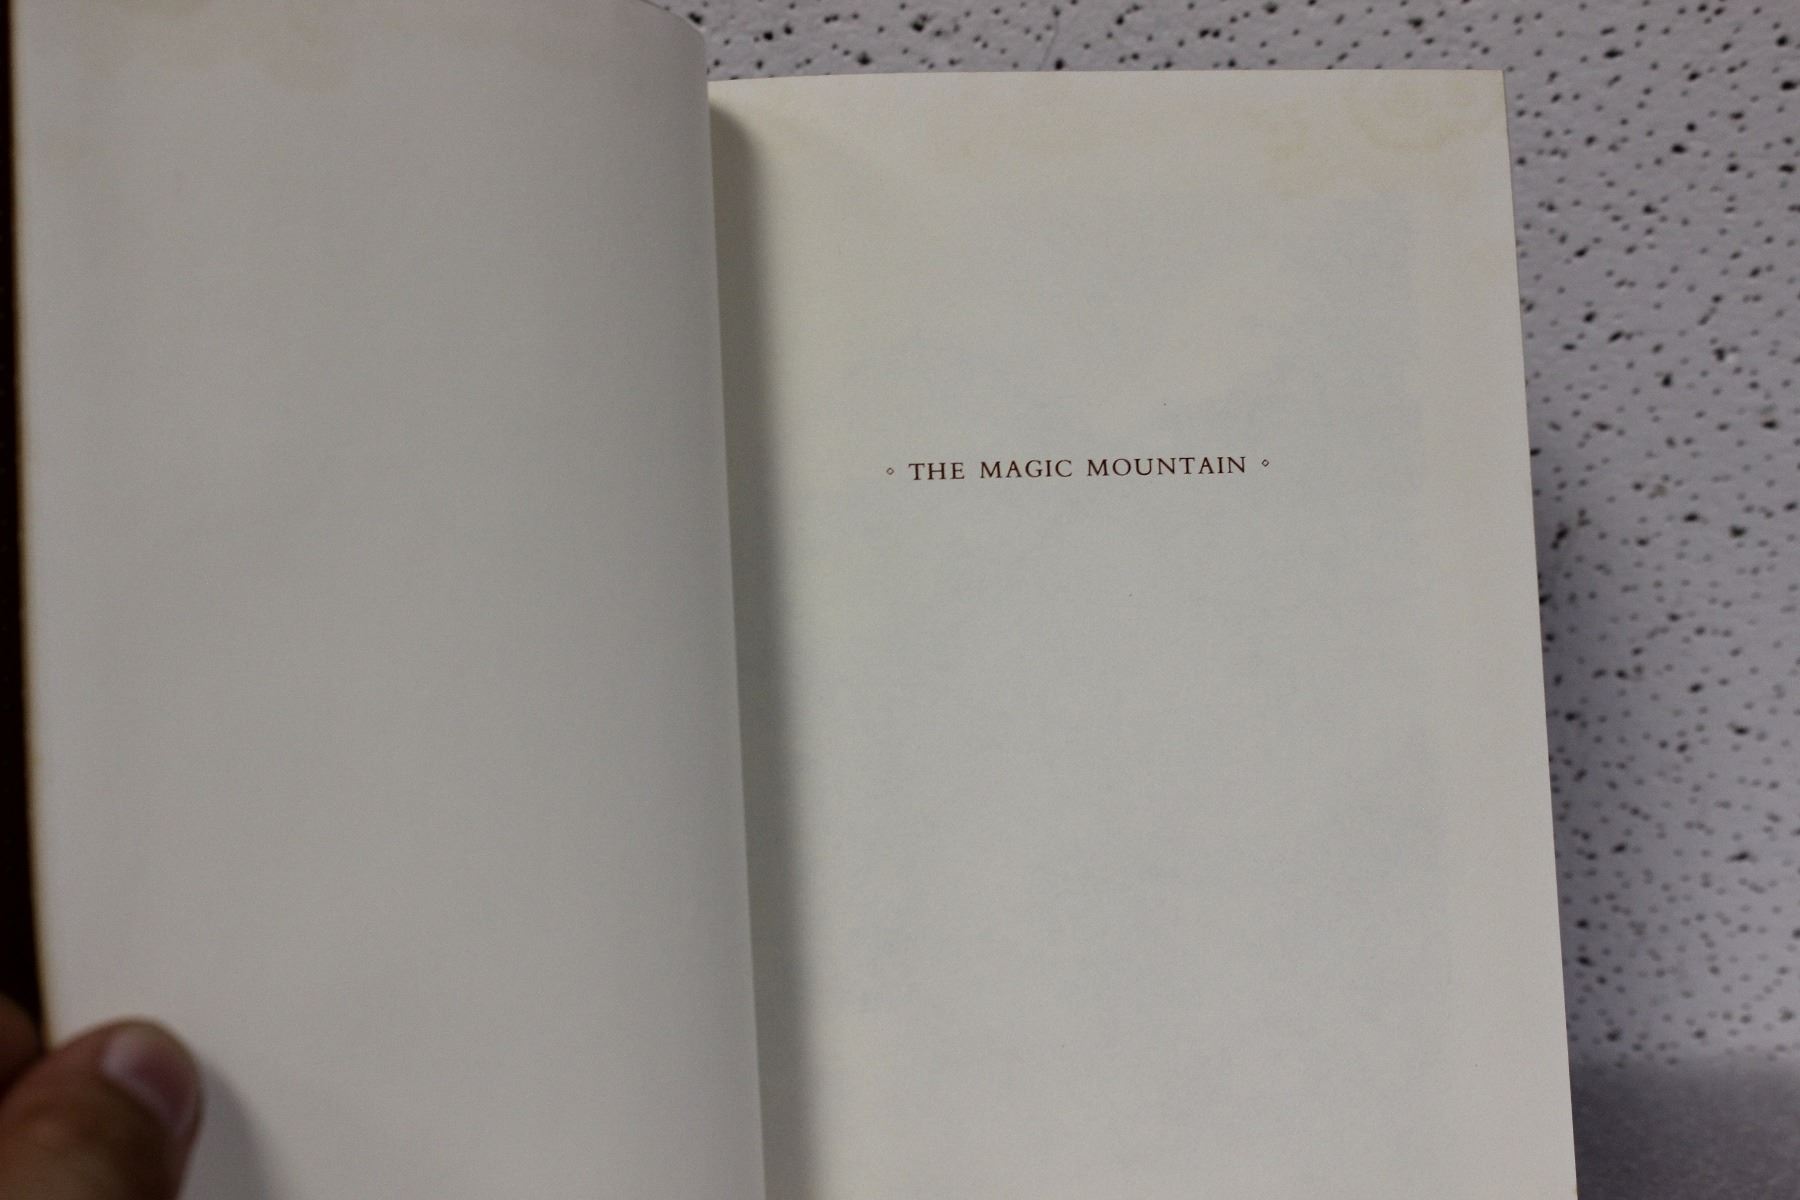 ⋄ THE MAGIC MOUNTAIN ⋄